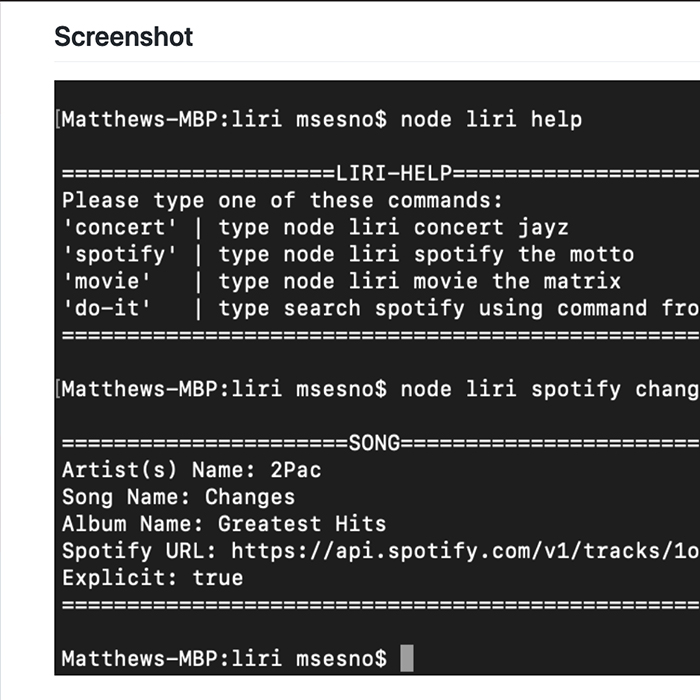 Screenshot
[Matthews-MBP:liri msesno$ node liri help
=====================LIRI-HELP===================
Please type one of these commands:
'concert' | type node liri concert jayz
'spotify' | type node liri spotify the motto
'movie'   | type node liri movie the matrix
'do-it'   | type search spotify using command fro
=================================================
[Matthews-MBP:liri msesno$ node liri spotify chang
======================SONG=======================
Artist(s) Name: 2Pac
Song Name: Changes
Album Name: Greatest Hits
Spotify URL: https://api.spotify.com/v1/tracks/1o
Explicit: true
=================================================
Matthews-MBP:liri msesno$